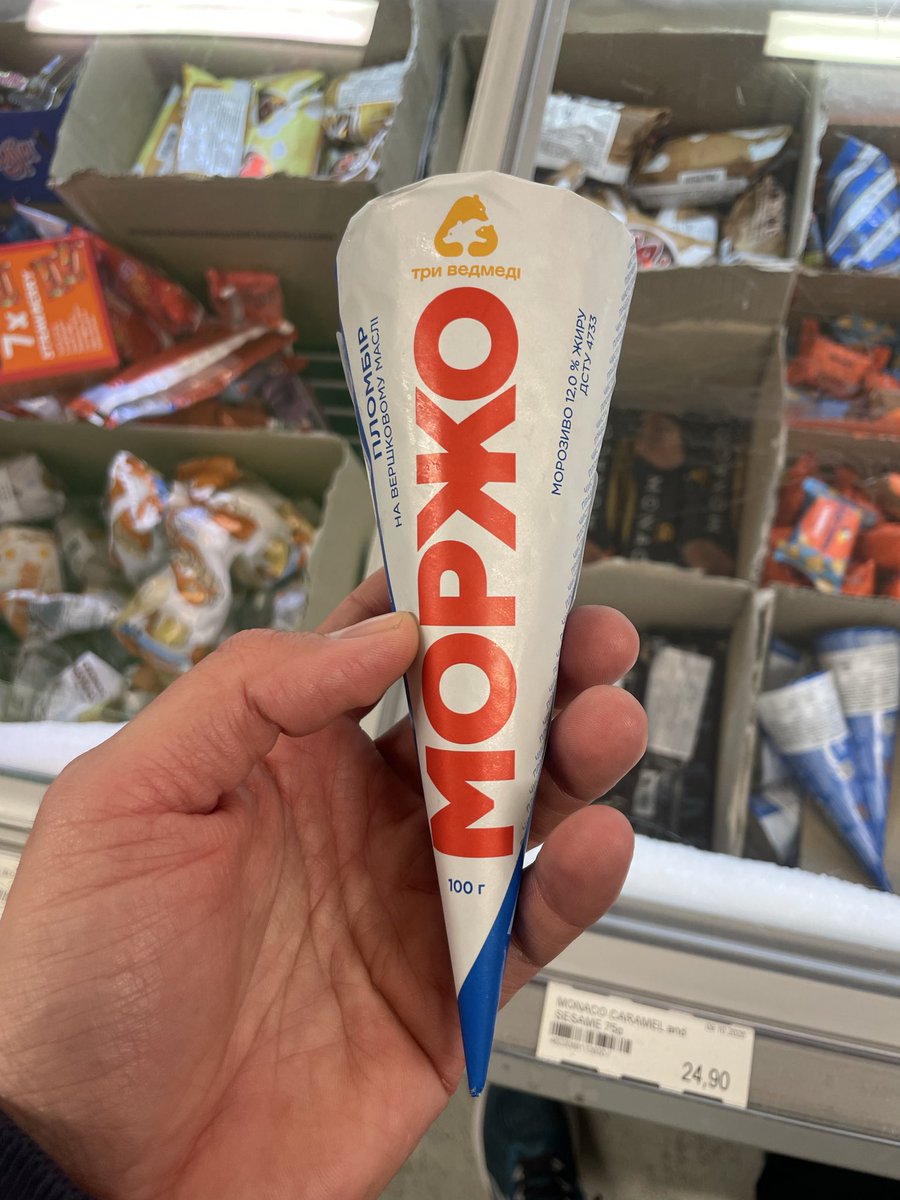 три ведмеді
МОРЖО
ПЛОМБІР
НА ВЕРШКОВОМУ МАСЛІ
МОРОЗИВО 12,0 % ЖИРУ
ДСТУ 4733
100 г
7 x
MONACO CARAMEL and
SESAME 75g
24,90